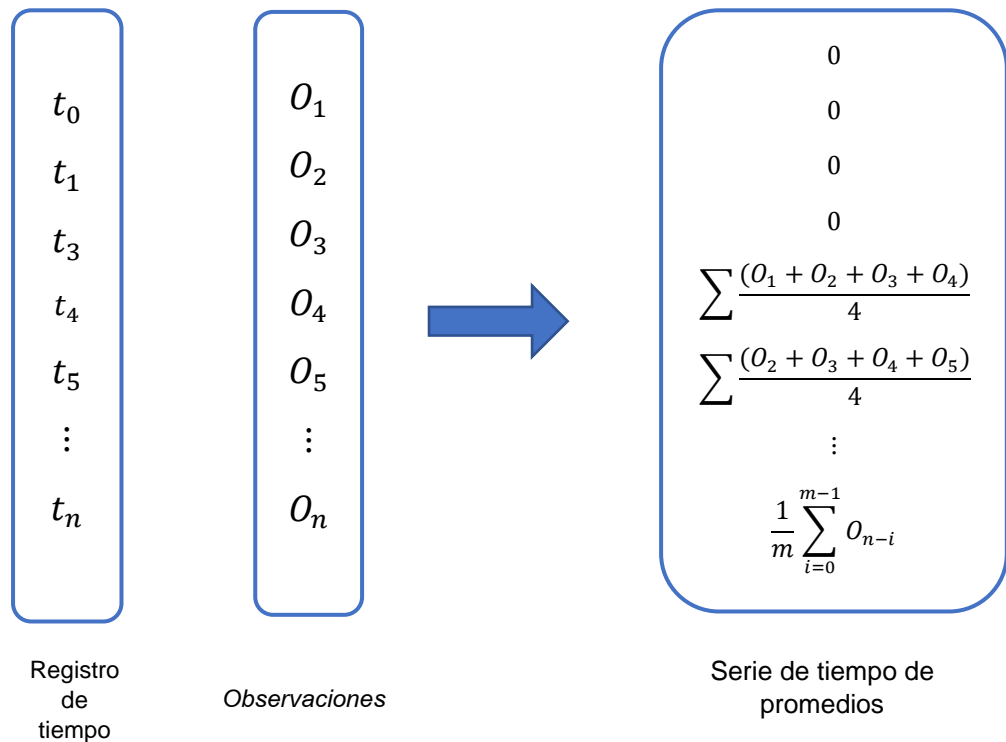 t₀
t₁
t₃
t₄
t₅
⋮
tₙ
Registro
de
tiempo
O₁
O₂
O₃
O₄
O₅
⋮
Oₙ
Observaciones
0
0
0
0
∑ (O₁ + O₂ + O₃ + O₄) / 4
∑ (O₂ + O₃ + O₄ + O₅) / 4
⋮
1/m ∑_{i=0}^{m−1} O_{n−i}
Serie de tiempo de
promedios